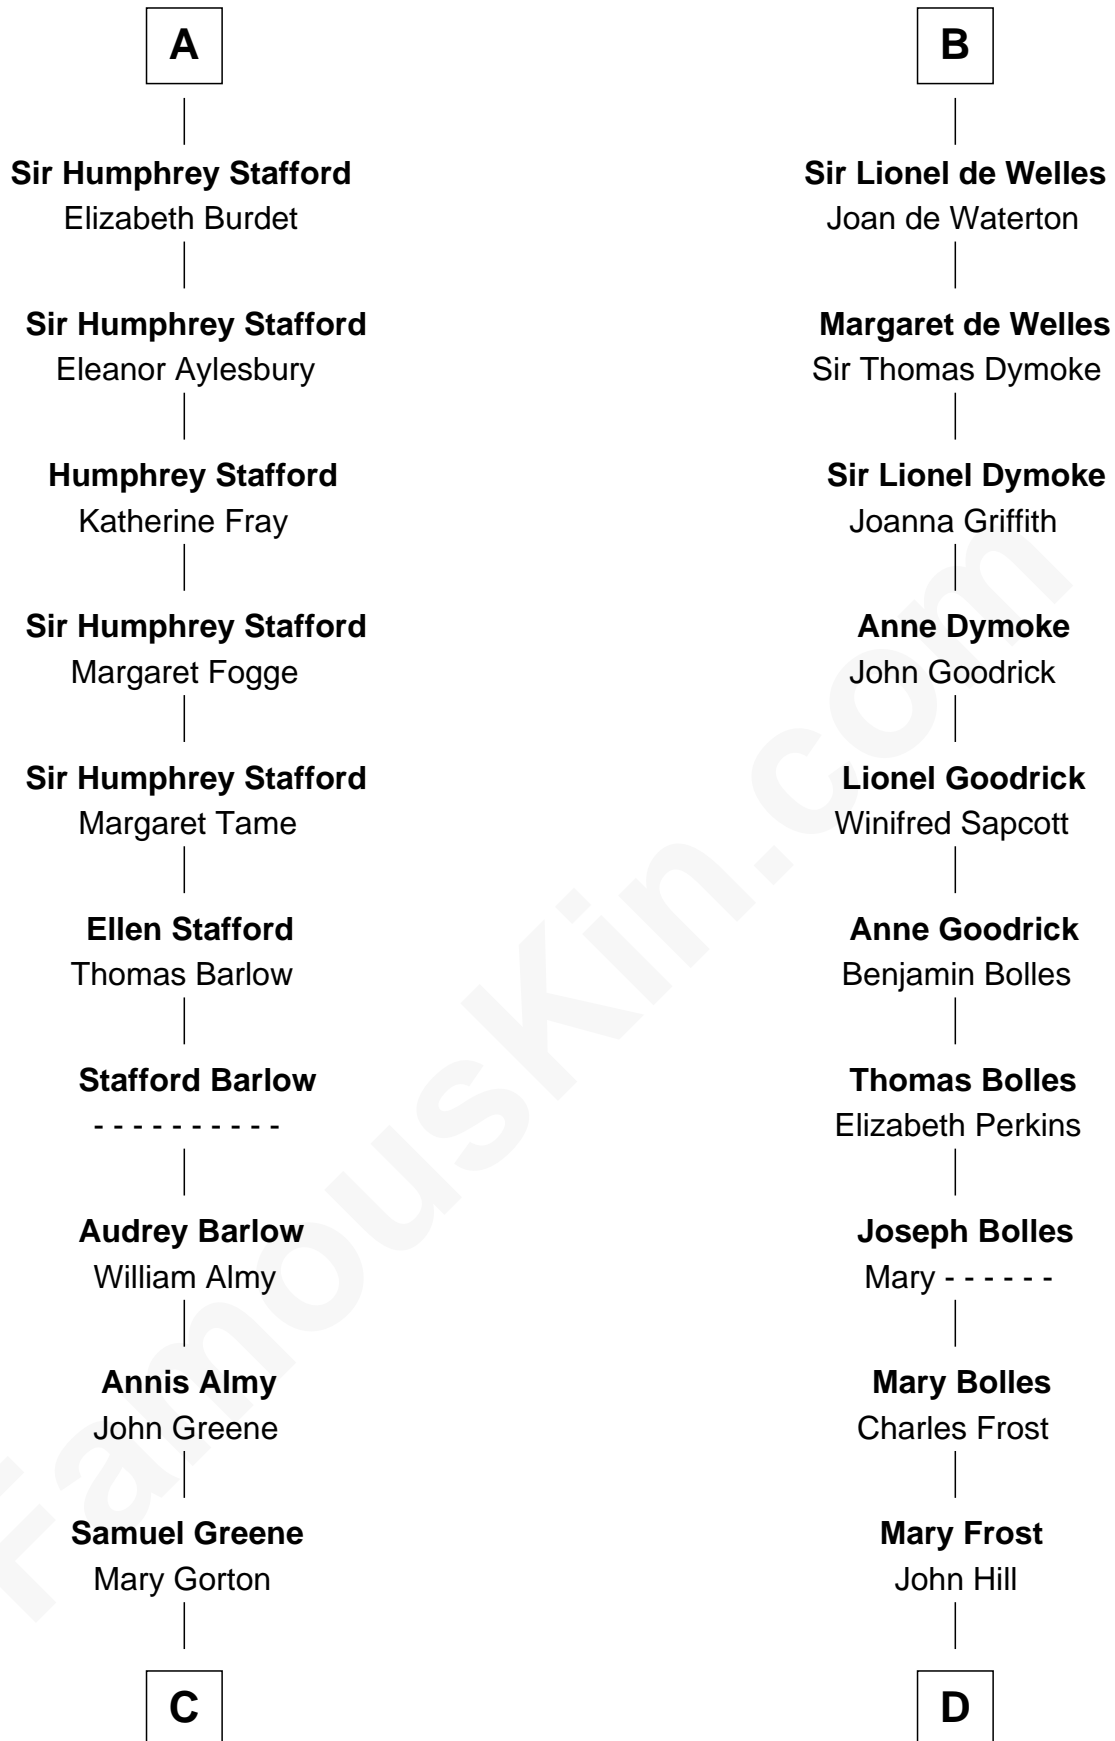 A
Sir Humphrey Stafford
Elizabeth Burdet
Sir Humphrey Stafford
Eleanor Aylesbury
Humphrey Stafford
Katherine Fray
Sir Humphrey Stafford
Margaret Fogge
Sir Humphrey Stafford
Margaret Tame
Ellen Stafford
Thomas Barlow
Stafford Barlow
- - - - - - - - - -
Audrey Barlow
William Almy
Annis Almy
John Greene
Samuel Greene
Mary Gorton
C
B
Sir Lionel de Welles
Joan de Waterton
Margaret de Welles
Sir Thomas Dymoke
Sir Lionel Dymoke
Joanna Griffith
Anne Dymoke
John Goodrick
Lionel Goodrick
Winifred Sapcott
Anne Goodrick
Benjamin Bolles
Thomas Bolles
Elizabeth Perkins
Joseph Bolles
Mary - - - - - -
Mary Bolles
Charles Frost
Mary Frost
John Hill
D
FamousKin.com